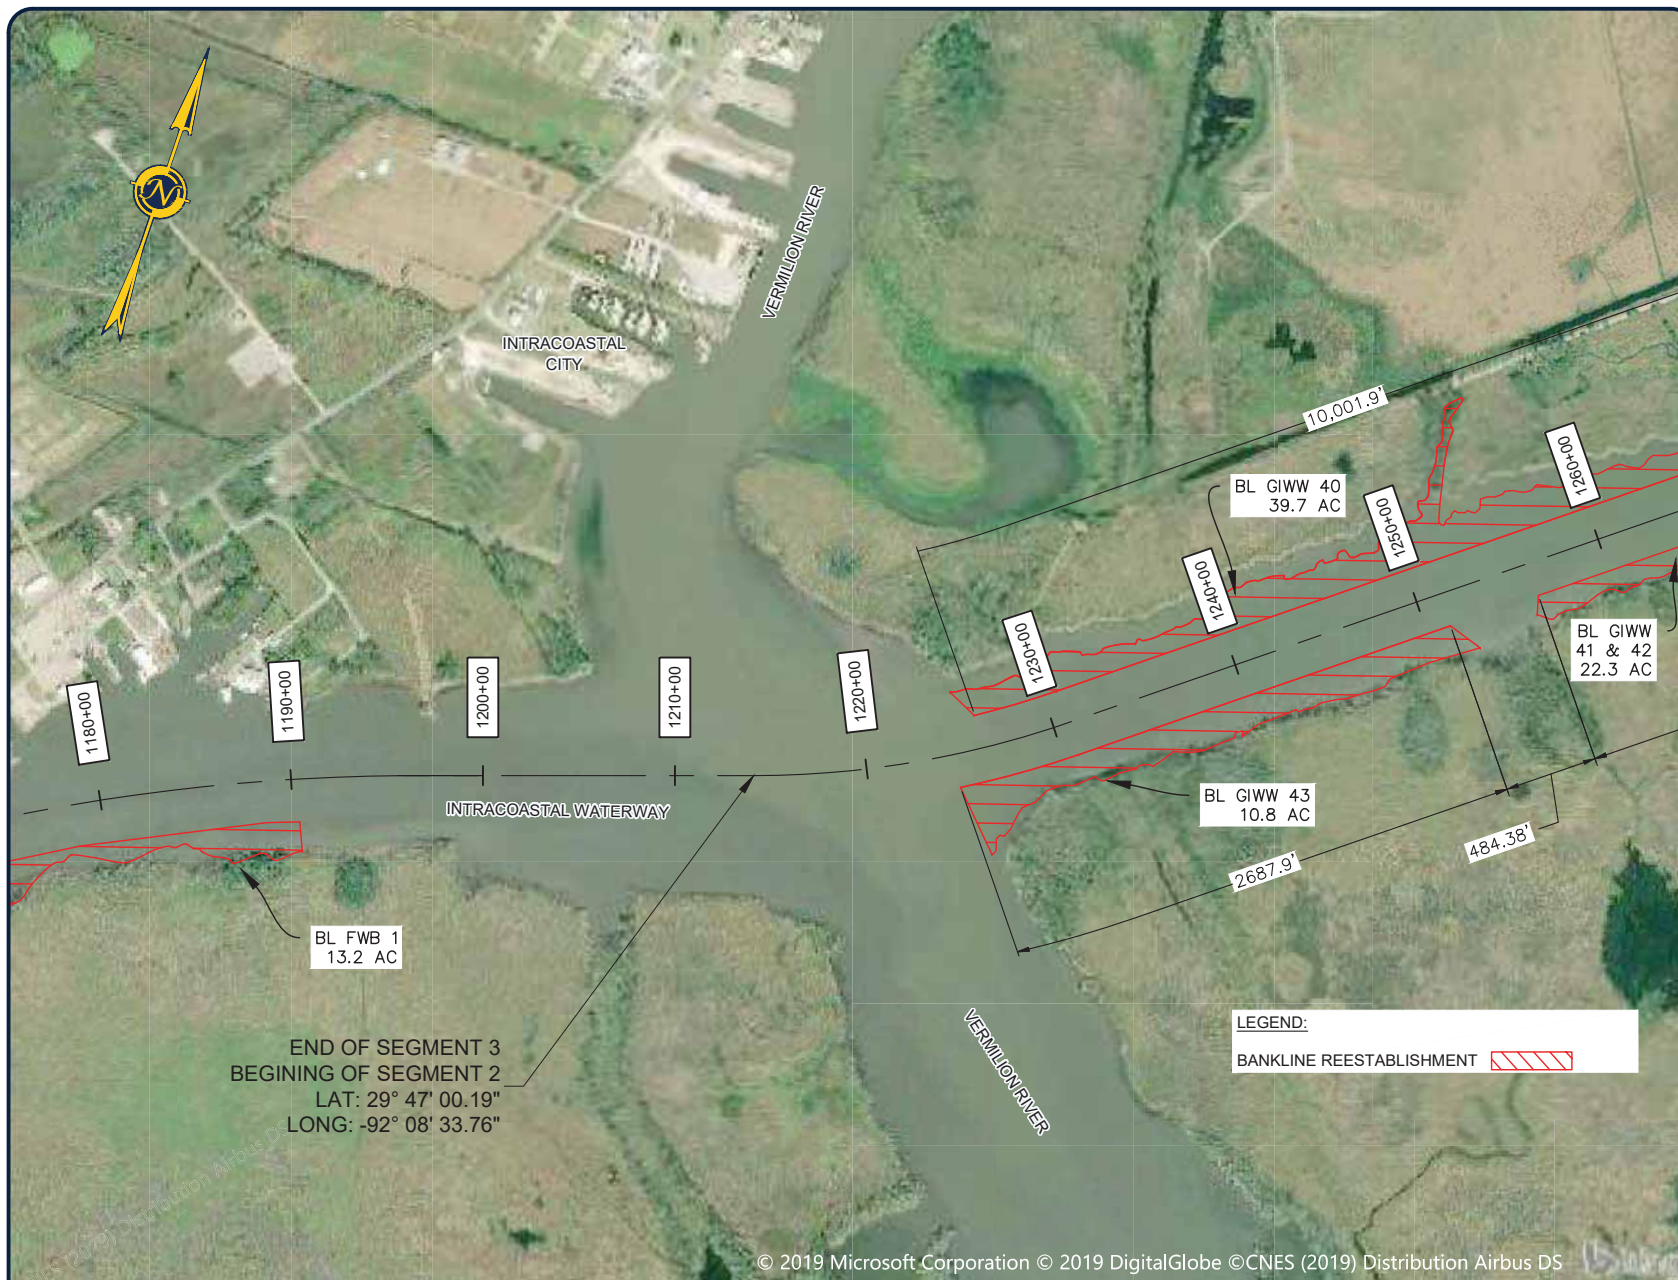 N
VERMILION RIVER
INTRACOASTAL
CITY
10,001.9'
BL GIWW 40
39.7 AC
1260+00
1250+00
1240+00
1230+00
1220+00
1210+00
1200+00
1190+00
1180+00
BL GIWW
41 & 42
22.3 AC
INTRACOASTAL WATERWAY
BL GIWW 43
10.8 AC
484.38'
2687.9'
BL FWB 1
13.2 AC
END OF SEGMENT 3
BEGINING OF SEGMENT 2
LAT: 29° 47' 00.19"
LONG: -92° 08' 33.76"
VERMILION RIVER
LEGEND:
BANKLINE REESTABLISHMENT
(2019) Distribution Airbus D
© 2019 Microsoft Corporation © 2019 DigitalGlobe ©CNES (2019) Distribution Airbus DS